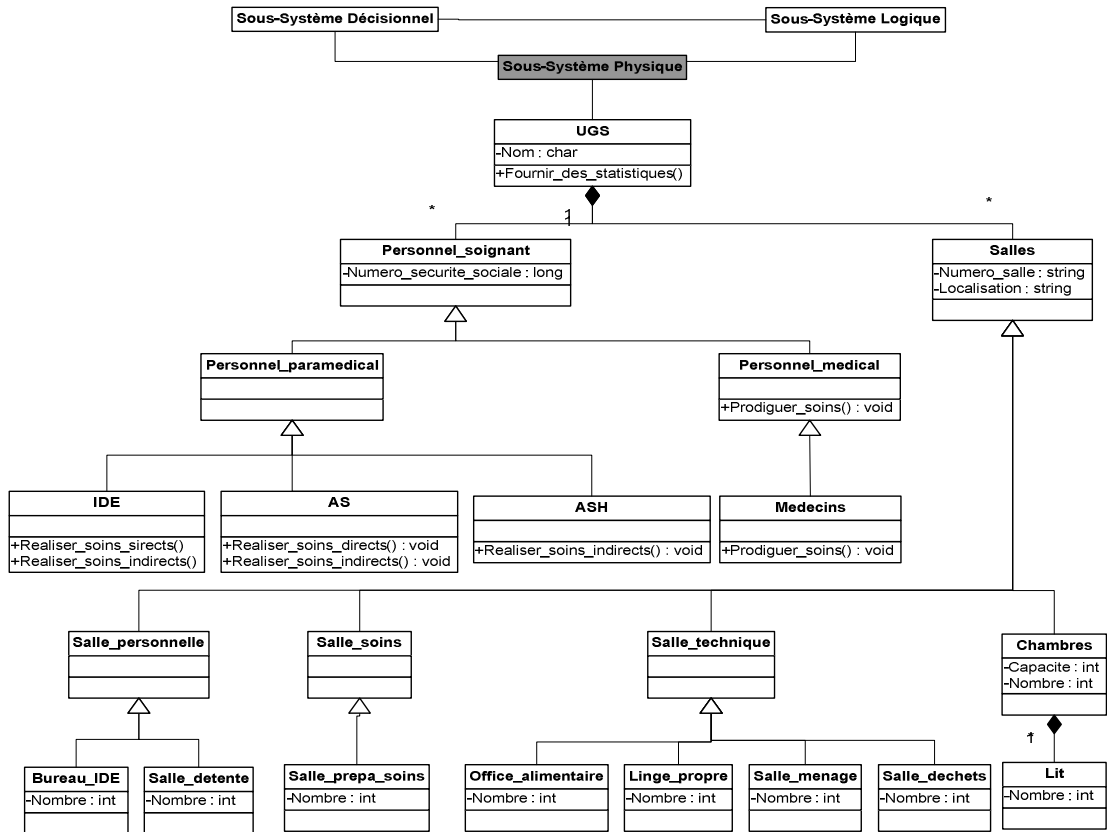 Sous-Système Décisionnel
Sous-Système Logique
Sous-Système Physique
UGS
-Nom : char
+Fournir_des_statistiques()
*
1
*
Personnel_soignant
-Numero_securite_sociale : long
Salles
-Numero_salle : string
-Localisation : string
Personnel_paramedical
Personnel_medical
+Prodiguer_soins() : void
IDE
+Realiser_soins_sirects()
+Realiser_soins_indirects()
AS
+Realiser_soins_directs() : void
+Realiser_soins_indirects() : void
ASH
+Realiser_soins_indirects() : void
Medecins
+Prodiguer_soins() : void
Salle_personnelle
Salle_soins
Salle_technique
Chambres
-Capacite : int
-Nombre : int
Bureau_IDE
-Nombre : int
Salle_detente
-Nombre : int
Salle_prepa_soins
-Nombre : int
Office_alimentaire
-Nombre : int
Linge_propre
-Nombre : int
Salle_menage
-Nombre : int
Salle_dechets
-Nombre : int
Lit
-Nombre : int